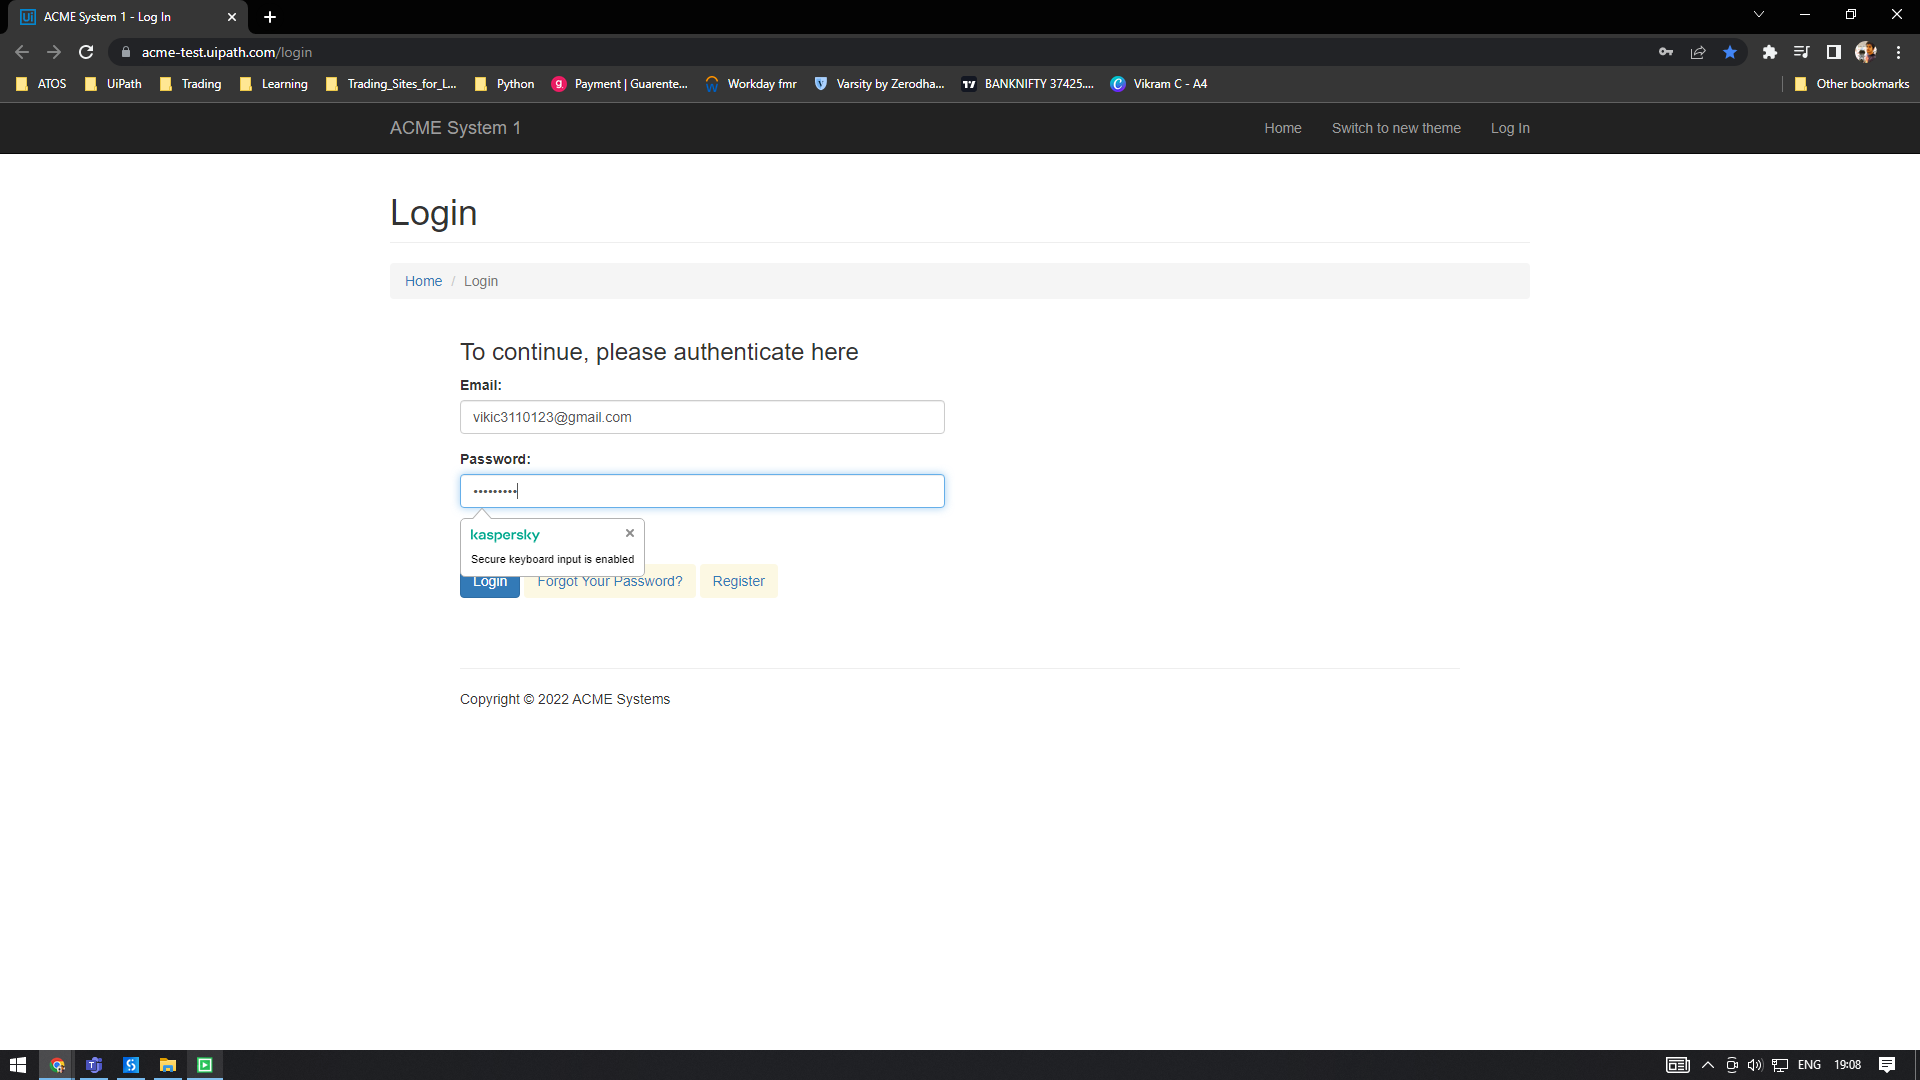 ACME System 1 - Log In
acme-test.uipath.com/login
ATOS UiPath Trading Learning Trading_Sites_for_L... Python Payment | Guarente... Workday fmr Varsity by Zerodha... BANKNIFTY 37425.... Vikram C - A4 Other bookmarks
ACME System 1 Home Switch to new theme Log In
Login
Home / Login
To continue, please authenticate here
Email:
vikic3110123@gmail.com
Password:
•••••••••
kaspersky
Secure keyboard input is enabled
Login Forgot Your Password? Register
Copyright © 2022 ACME Systems
ENG 19:08